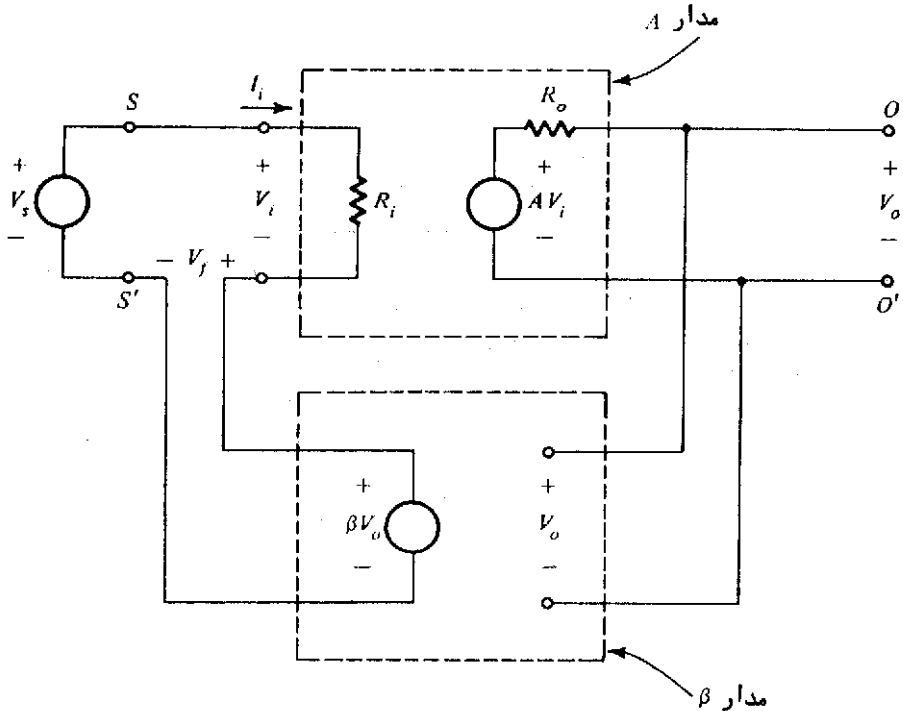 مدار A
I_i
S
R_o
O
+
V_s
−
+
V_i
−
R_i
+
AV_i
−
+
V_o
−
− V_f +
S'
O'
+
βV_o
−
+
V_o
−
مدار β